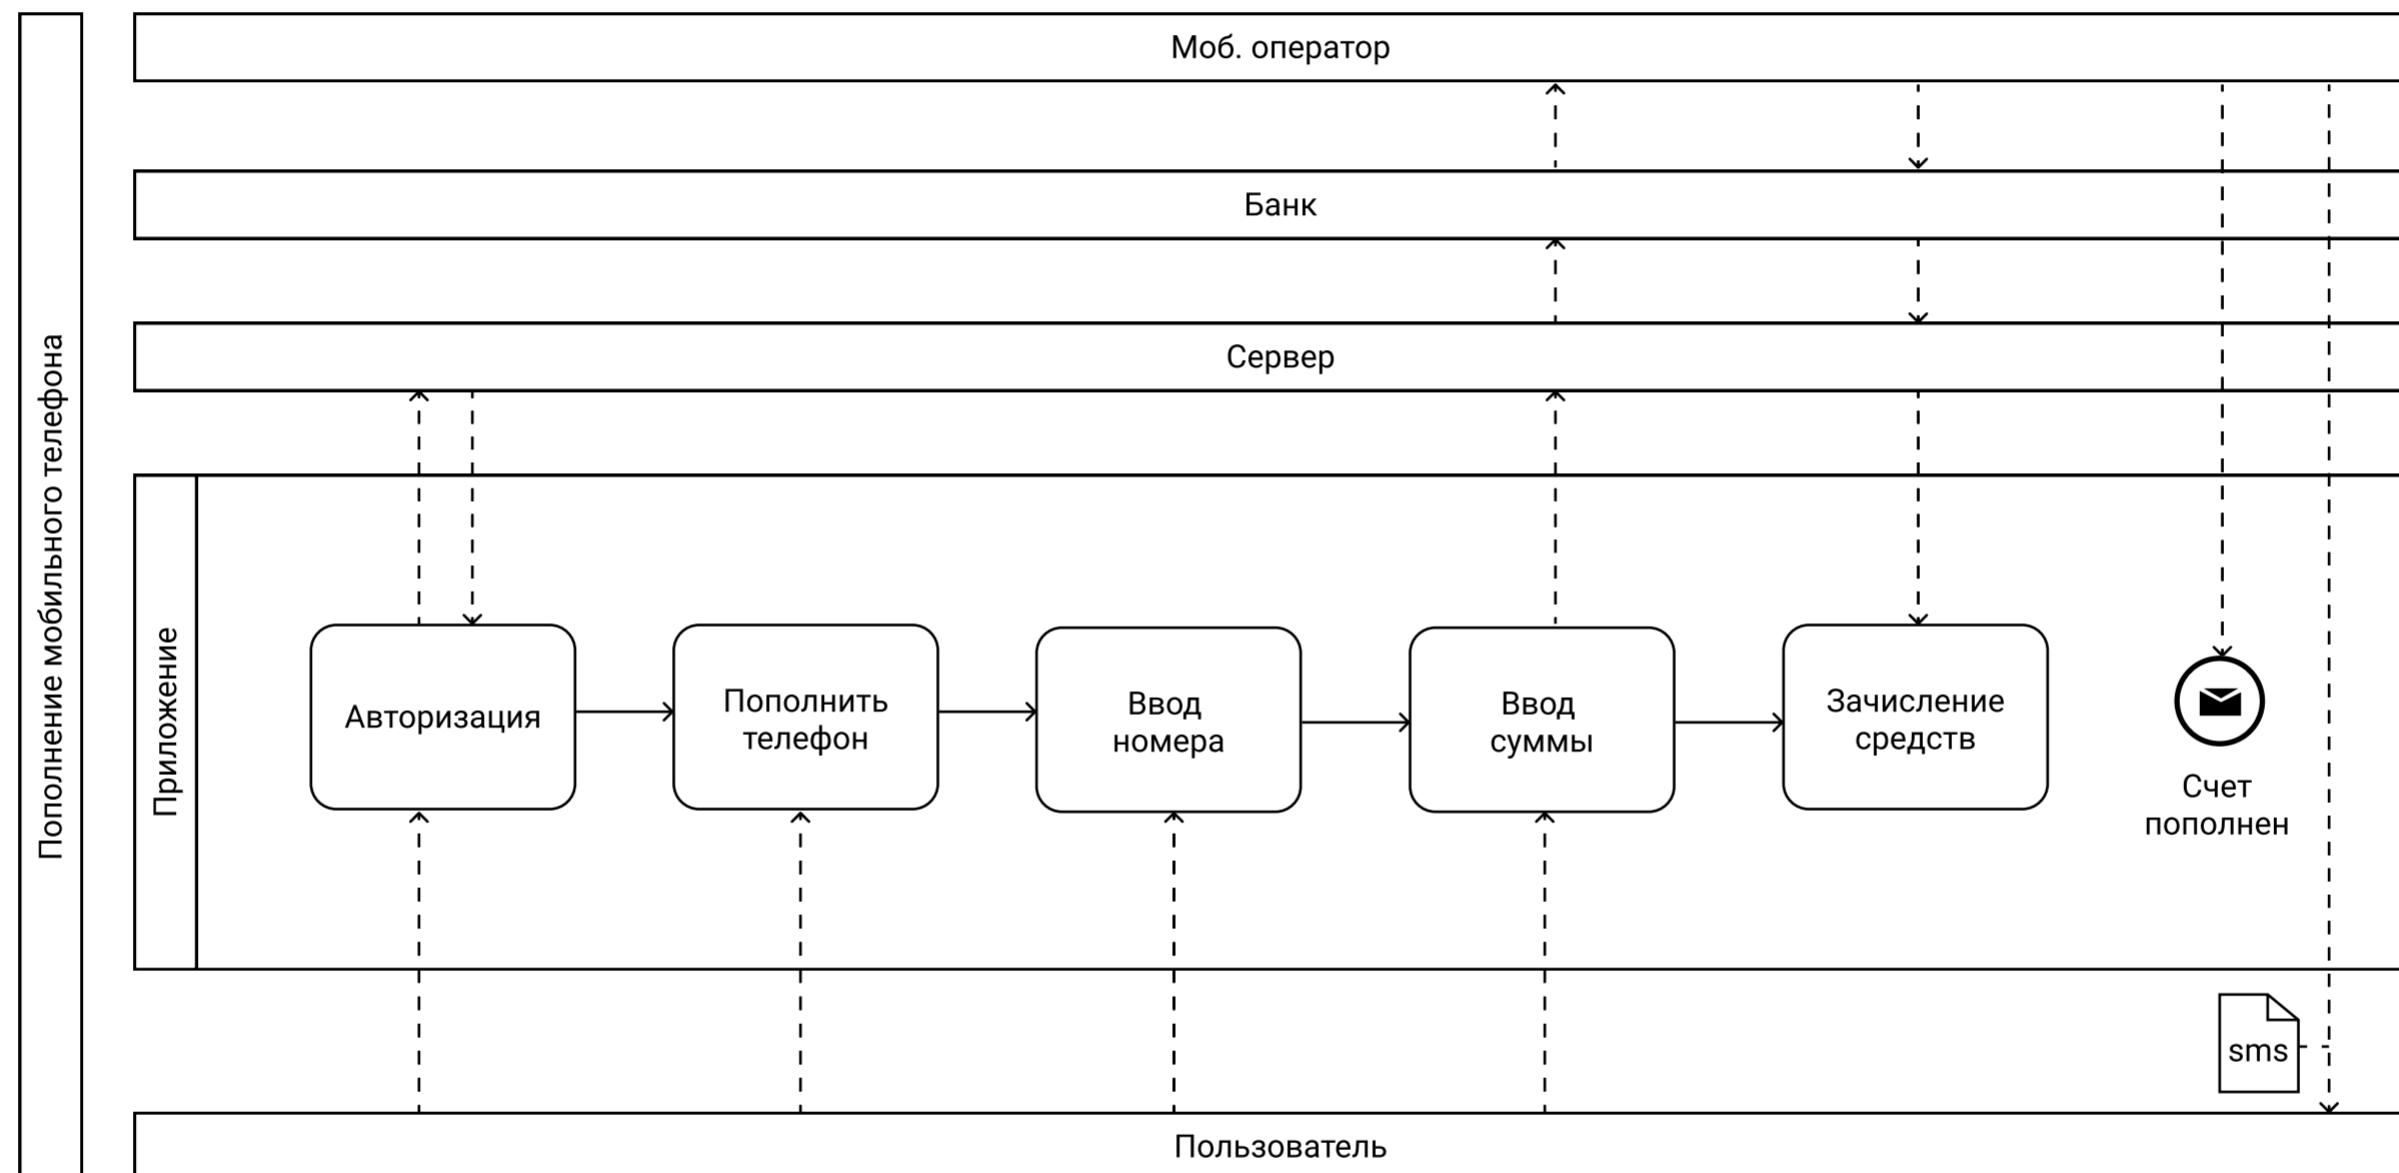 Пополнение мобильного телефона
Моб. оператор
Банк
Сервер
Приложение
Авторизация
Пополнить
телефон
Ввод
номера
Ввод
суммы
Зачисление
средств
Счет
пополнен
sms
Пользователь